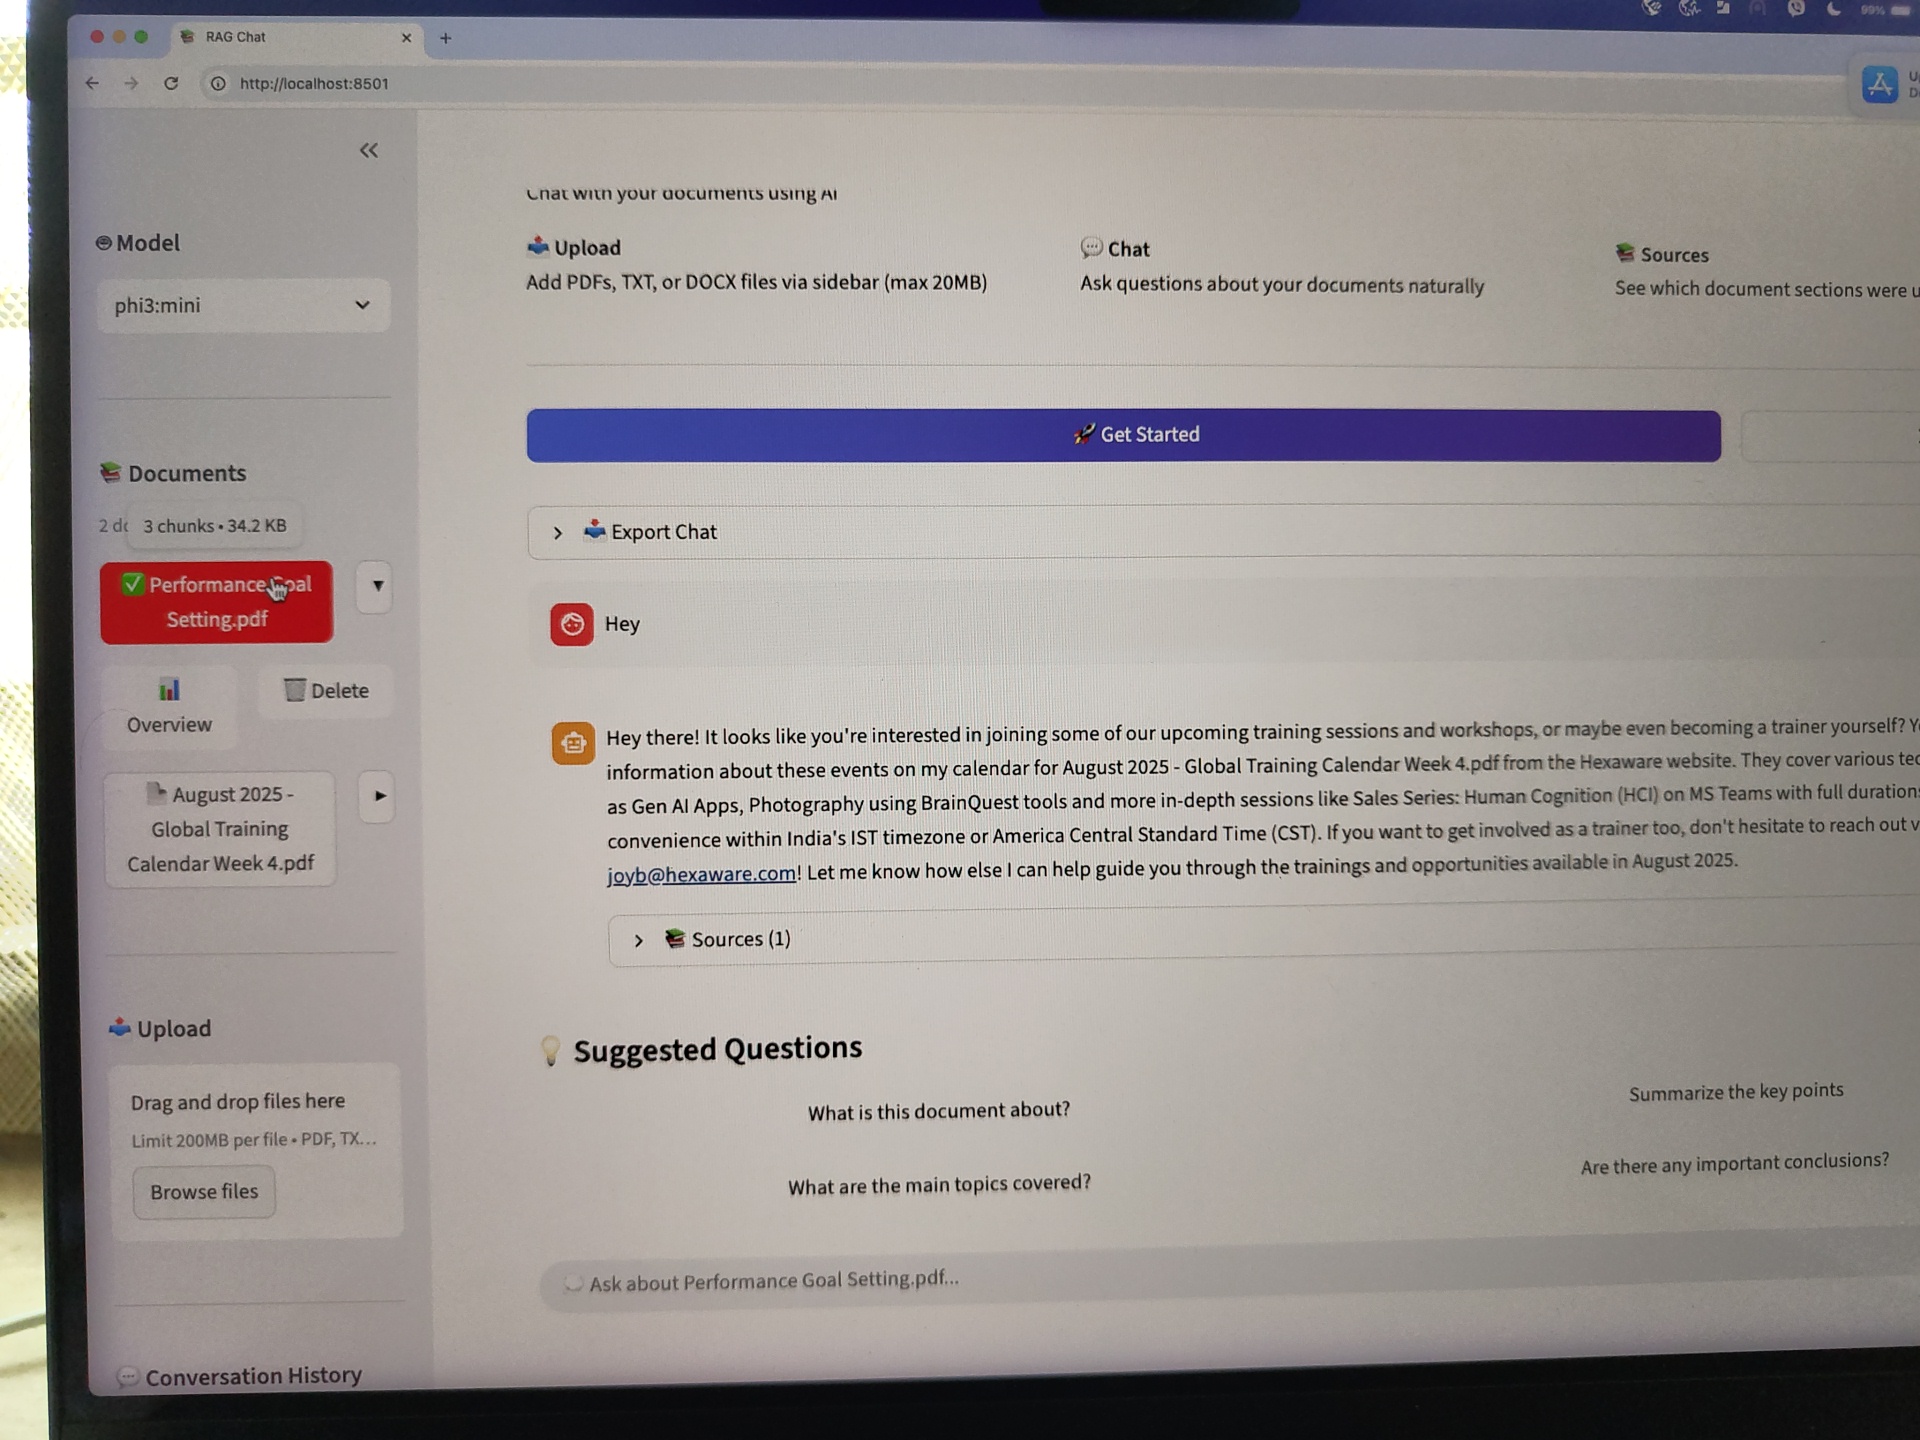 RAG Chat
http://localhost:8501
99%
Chat with your documents using AI
Model
phi3:mini
Upload
Add PDFs, TXT, or DOCX files via sidebar (max 20MB)
Chat
Ask questions about your documents naturally
Sources
See which document sections were
Get Started
Documents
3 chunks • 34.2 KB
Export Chat
Performance Goal
Setting.pdf
Hey
Overview
Delete
Hey there! It looks like you're interested in joining some of our upcoming training sessions and workshops, or maybe even becoming a trainer yourself?
information about these events on my calendar for August 2025 - Global Training Calendar Week 4.pdf from the Hexaware website. They cover various
as Gen AI Apps, Photography using BrainQuest tools and more in-depth sessions like Sales Series: Human Cognition (HCI) on MS Teams with full
convenience within India's IST timezone or America Central Standard Time (CST). If you want to get involved as a trainer too, don't hesitate to reach out
joyb@hexaware.com! Let me know how else I can help guide you through the trainings and opportunities available in August 2025.
August 2025 -
Global Training
Calendar Week 4.pdf
Sources (1)
Upload
Drag and drop files here
Limit 200MB per file • PDF, TX...
Browse files
Suggested Questions
What is this document about?
Summarize the key points
What are the main topics covered?
Are there any important conclusions?
Ask about Performance Goal Setting.pdf...
Conversation History